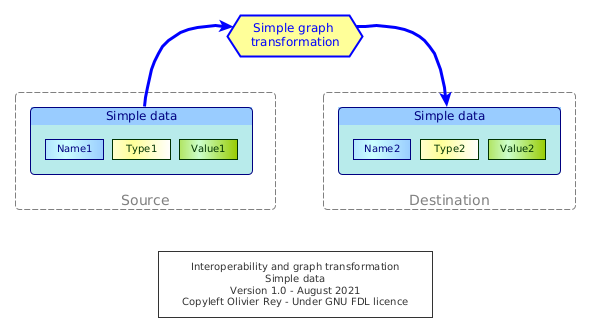 Simple graph
transformation
Simple data
Name1 Type1 Value1
Source
Simple data
Name2 Type2 Value2
Destination
Interoperability and graph transformation
Simple data
Version 1.0 - August 2021
Copyleft Olivier Rey - Under GNU FDL licence